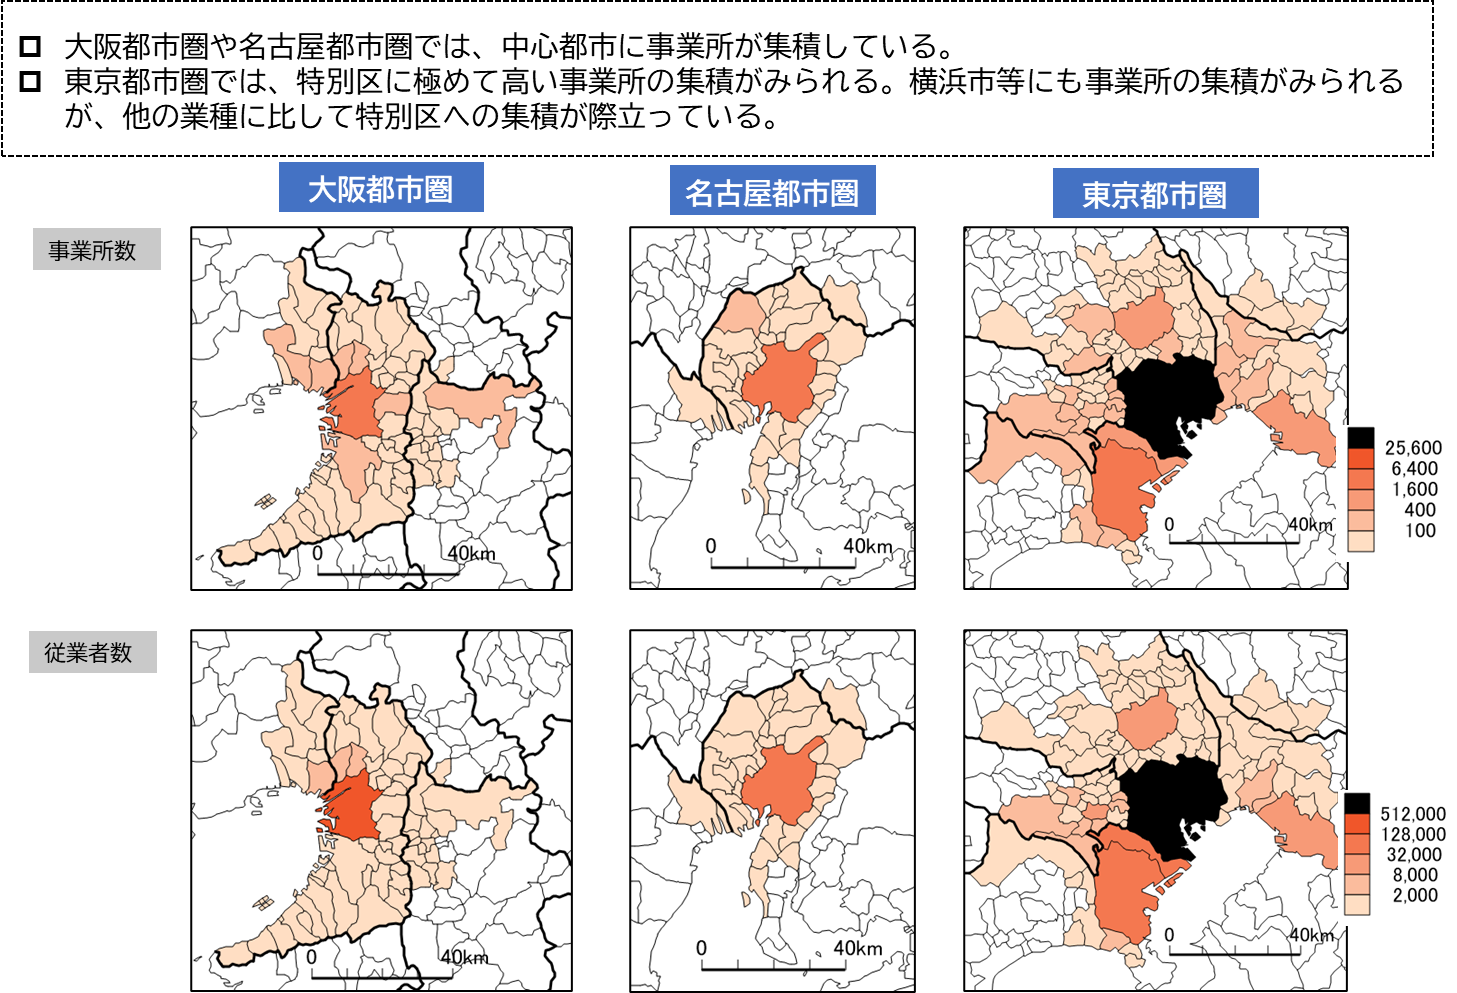 大阪都市圏や名古屋都市圏では、中心都市に事業所が集積している。
東京都市圏では、特別区に極めて高い事業所の集積がみられる。横浜市等にも事業所の集積がみられる
が、他の業種に比して特別区への集積が際立っている。
大阪都市圏
名古屋都市圏
東京都市圏
事業所数
0
40km
0
40km
0
40km
25,600
6,400
1,600
400
100
従業者数
0
40km
0
40km
0
40km
512,000
128,000
32,000
8,000
2,000